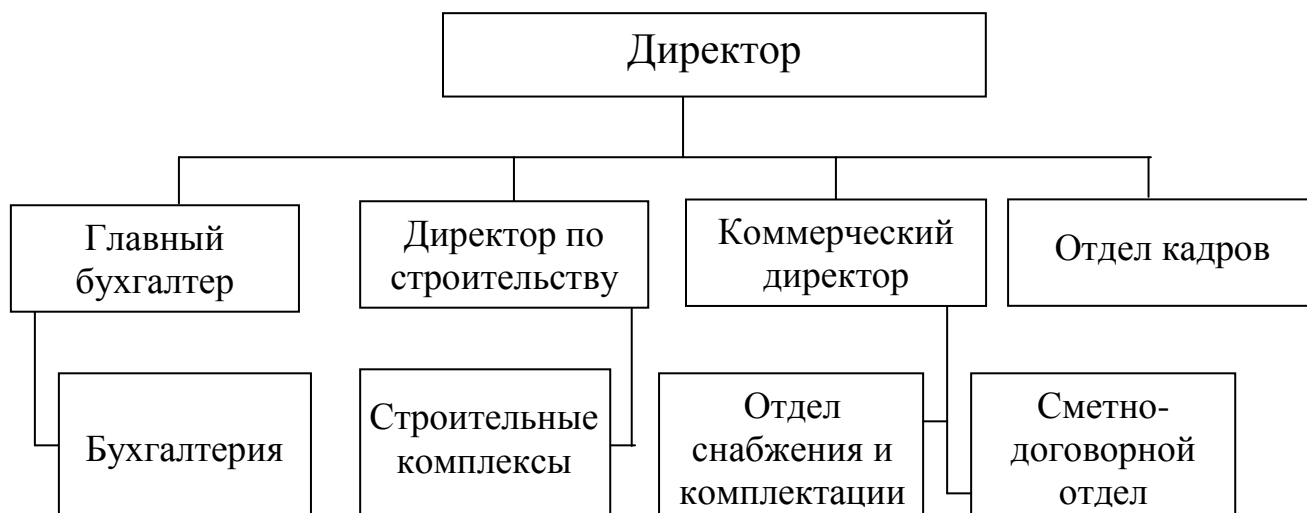 Директор
Главный
бухгалтер
Директор по
строительству
Коммерческий
директор
Отдел кадров
Бухгалтерия
Строительные
комплексы
Отдел
снабжения и
комплектации
Сметно-
договорной
отдел